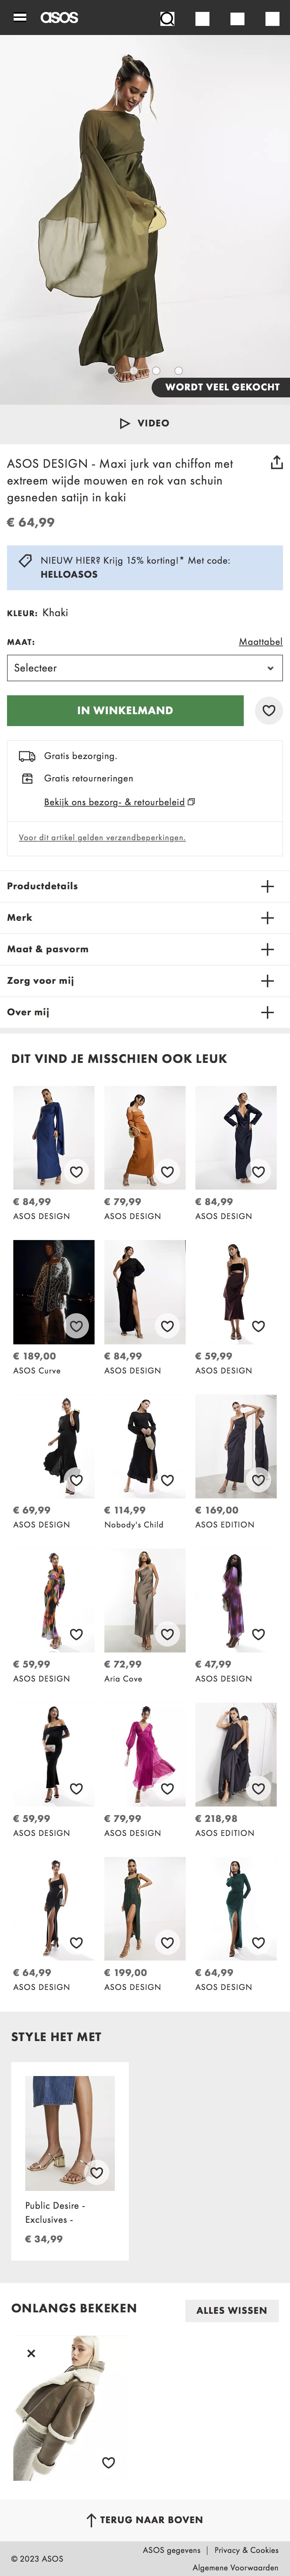 asos
WORDT VEEL GEKOCHT
VIDEO
ASOS DESIGN - Maxi jurk van chiffon met
extreem wijde mouwen en rok van schuin
gesneden satijn in kaki
€ 64,99
NIEUW HIER? Krijg 15% korting!* Met code:
HELLOASOS
KLEUR: Khaki
MAAT: Maattabel
Selecteer
IN WINKELMAND
Gratis bezorging.
Gratis retourneringen
Bekijk ons bezorg- & retourbeleid
Voor dit artikel gelden verzendbeperkingen.
Productdetails
Merk
Maat & pasvorm
Zorg voor mij
Over mij
DIT VIND JE MISSCHIEN OOK LEUK
€ 84,99 € 79,99 € 84,99
ASOS DESIGN ASOS DESIGN ASOS DESIGN
€ 189,00 € 84,99 € 59,99
ASOS Curve ASOS DESIGN ASOS DESIGN
€ 69,99 € 114,99 € 169,00
ASOS DESIGN Nobody's Child ASOS EDITION
€ 59,99 € 72,99 € 47,99
ASOS DESIGN Aria Cove ASOS DESIGN
€ 59,99 € 79,99 € 218,98
ASOS DESIGN ASOS DESIGN ASOS EDITION
€ 64,99 € 199,00 € 64,99
ASOS DESIGN ASOS DESIGN ASOS DESIGN
STYLE HET MET
Public Desire -
Exclusives -
€ 34,99
ONLANGS BEKEKEN ALLES WISSEN
TERUG NAAR BOVEN
ASOS gegevens | Privacy & Cookies
© 2023 ASOS
Algemene Voorwaarden